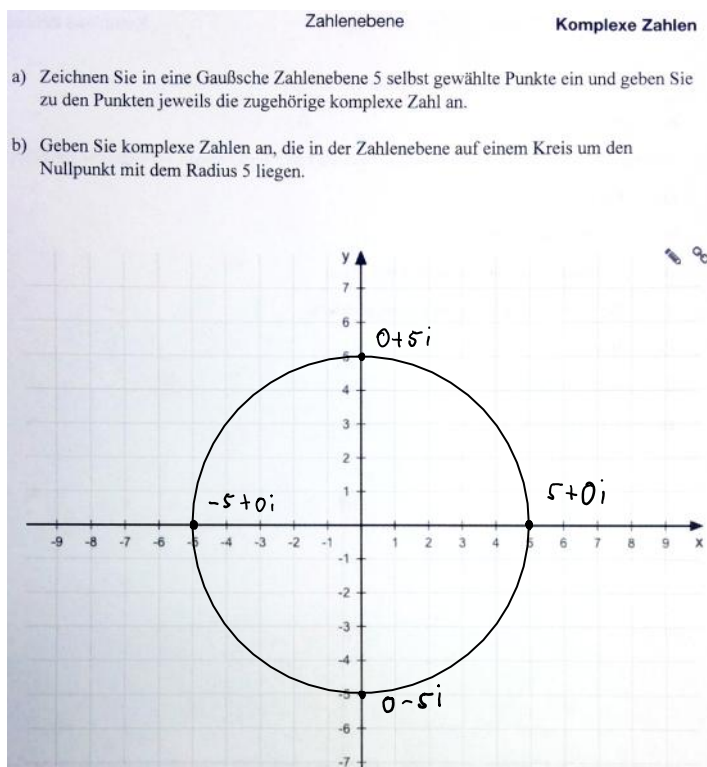 Zahlenebene
Komplexe Zahlen
a) Zeichnen Sie in eine Gaußsche Zahlenebene 5 selbst gewählte Punkte ein und geben Sie
zu den Punkten jeweils die zugehörige komplexe Zahl an.
b) Geben Sie komplexe Zahlen an, die in der Zahlenebene auf einem Kreis um den
Nullpunkt mit dem Radius 5 liegen.
y
7
6
0+5i
5
4
3
2
1
-5+0i
5+0i
-9 -8 -7 -6 -5 -4 -3 -2 -1 1 2 3 4 5 6 7 8 9 x
-1
-2
-3
-4
-5
0-5i
-6
-7